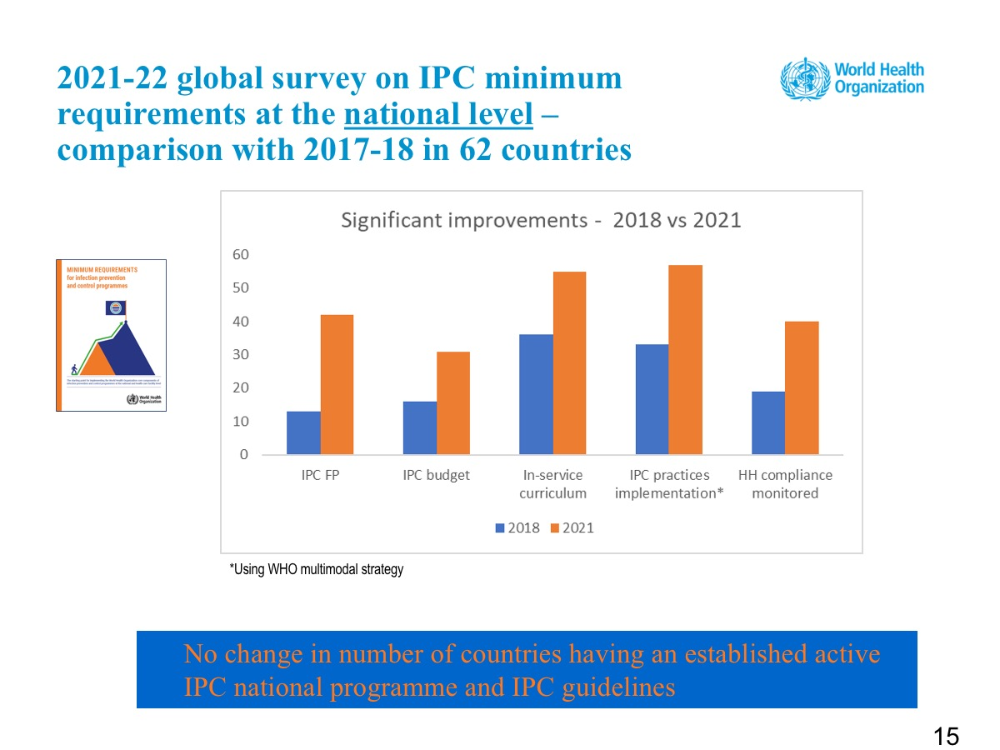 2021-22 global survey on IPC minimum
requirements at the national level –
comparison with 2017-18 in 62 countries
World Health
Organization
MINIMUM REQUIREMENTS
for infection prevention
and control programmes
World Health
Organization
Significant improvements -  2018 vs 2021
60
50
40
30
20
10
0
IPC FP
IPC budget
In-service
curriculum
IPC practices
implementation*
HH compliance
monitored
2018
2021
*Using WHO multimodal strategy
No change in number of countries having an established active
IPC national programme and IPC guidelines
15